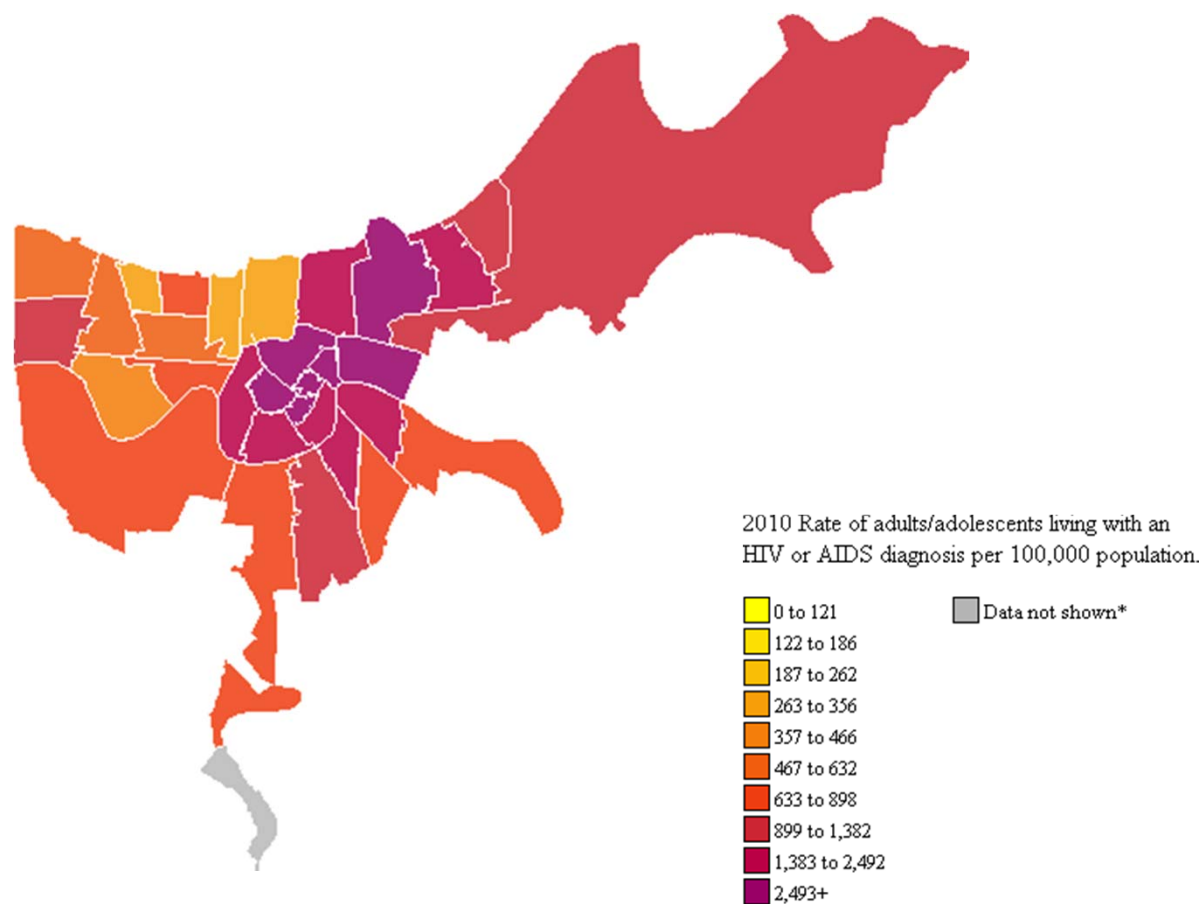 2010 Rate of adults/adolescents living with an
HIV or AIDS diagnosis per 100,000 population.
0 to 121
Data not shown*
122 to 186
187 to 262
263 to 356
357 to 466
467 to 632
633 to 898
899 to 1,382
1,383 to 2,492
2,493+